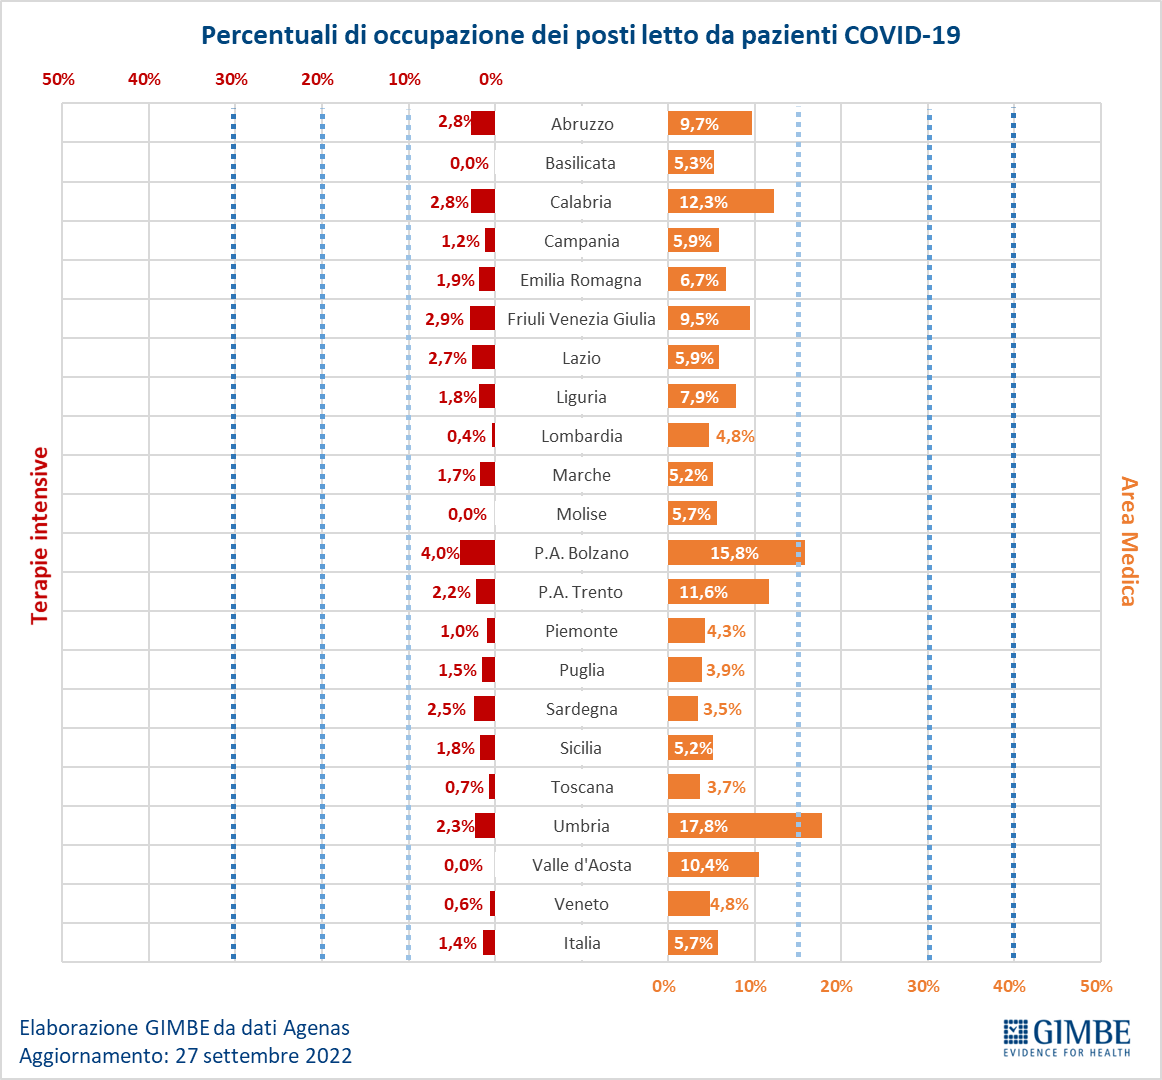 Percentuali di occupazione dei posti letto da pazienti COVID-19
50% 40% 30% 20% 10% 0%
2,8% Abruzzo 9,7%
0,0% Basilicata 5,3%
2,8% Calabria 12,3%
1,2% Campania 5,9%
1,9% Emilia Romagna 6,7%
2,9% Friuli Venezia Giulia 9,5%
2,7% Lazio 5,9%
1,8% Liguria 7,9%
0,4% Lombardia 4,8%
1,7% Marche 5,2%
0,0% Molise 5,7%
4,0% P.A. Bolzano 15,8%
2,2% P.A. Trento 11,6%
1,0% Piemonte 4,3%
1,5% Puglia 3,9%
2,5% Sardegna 3,5%
1,8% Sicilia 5,2%
0,7% Toscana 3,7%
2,3% Umbria 17,8%
0,0% Valle d'Aosta 10,4%
0,6% Veneto 4,8%
1,4% Italia 5,7%
Terapie intensive
Area Medica
0% 10% 20% 30% 40% 50%
Elaborazione GIMBE da dati Agenas
Aggiornamento: 27 settembre 2022
GIMBE
EVIDENCE FOR HEALTH